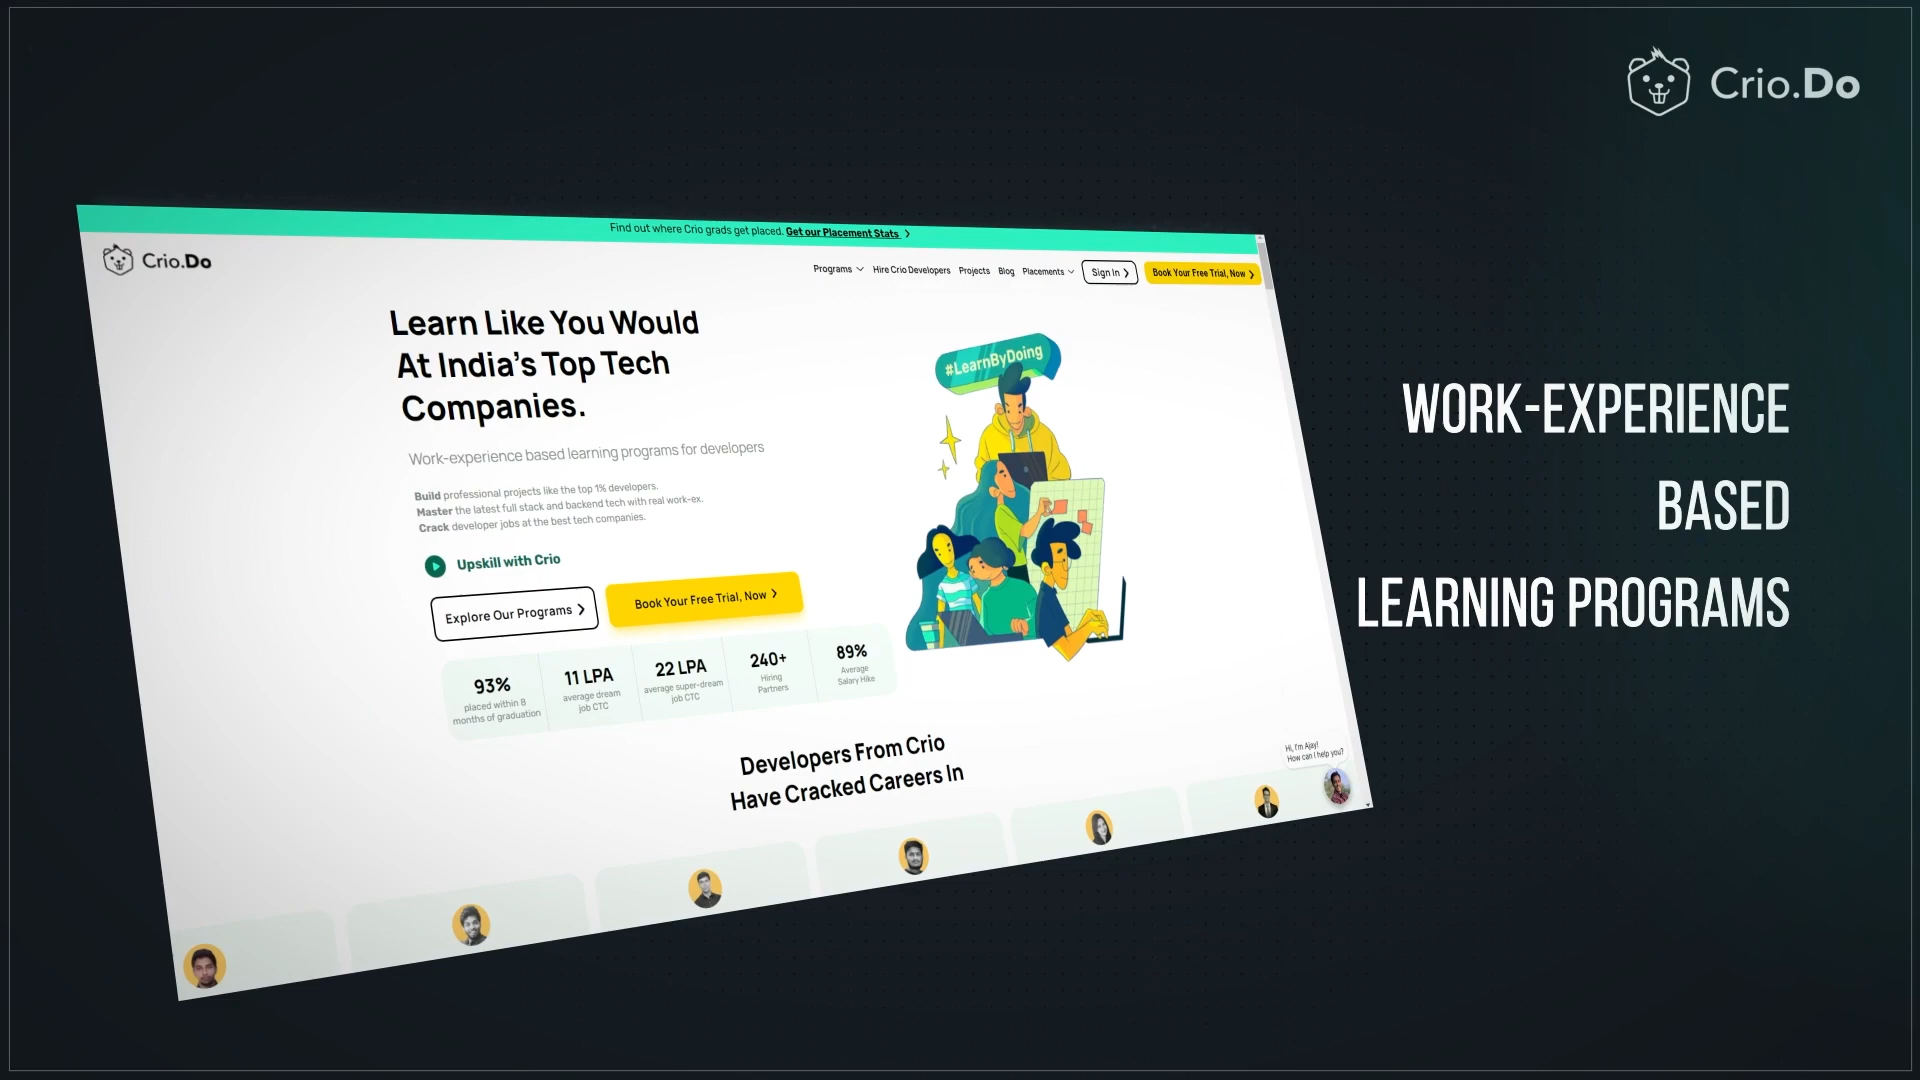 Crio.Do
Find out where Crio grads get placed. Get our Placement Stats
Crio.Do
Programs Hire Crio Developers Projects Blog Placements Sign In Book Your Free Trial, Now
Learn Like You Would
At India's Top Tech
Companies.
#LearnByDoing
Work-experience based learning programs for developers
Build professional projects like the top 1% developers.
Master the latest full stack and backend tech with real work-ex.
Crack developer jobs at the best tech companies.
Upskill with Crio
Explore Our Programs
Book Your Free Trial, Now
93%
placed within 8
months of graduation
11 LPA
average dream
job CTC
22 LPA
average super-dream
job CTC
240+
Hiring
Partners
89%
Average
Salary Hike
Developers From Crio
Have Cracked Careers In
Hi, I'm Ajay!
How can I help you?
WORK-EXPERIENCE
BASED
LEARNING PROGRAMS